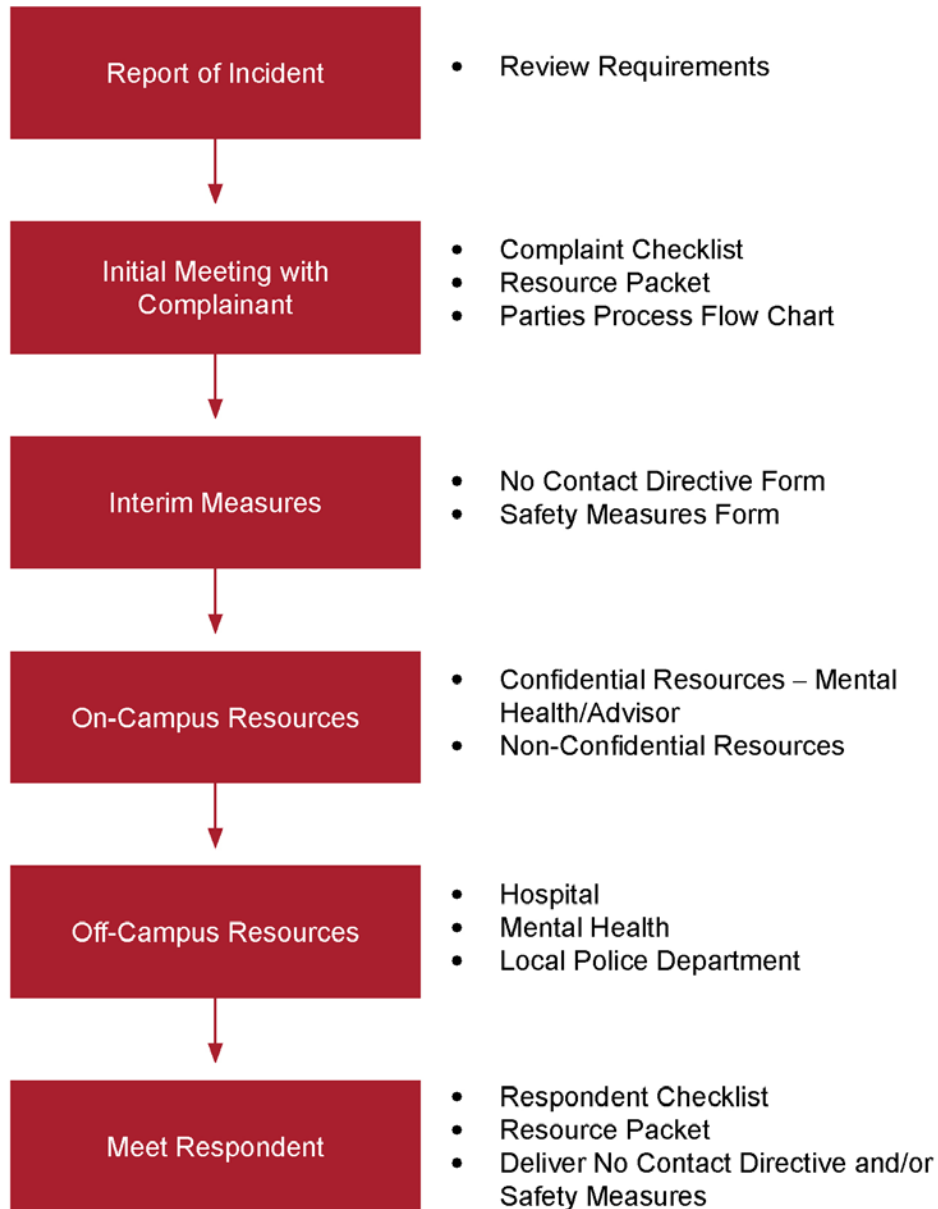 Report of Incident
• Review Requirements
Initial Meeting with
Complainant
• Complaint Checklist
• Resource Packet
• Parties Process Flow Chart
Interim Measures
• No Contact Directive Form
• Safety Measures Form
On-Campus Resources
• Confidential Resources – Mental
Health/Advisor
• Non-Confidential Resources
Off-Campus Resources
• Hospital
• Mental Health
• Local Police Department
Meet Respondent
• Respondent Checklist
• Resource Packet
• Deliver No Contact Directive and/or
Safety Measures